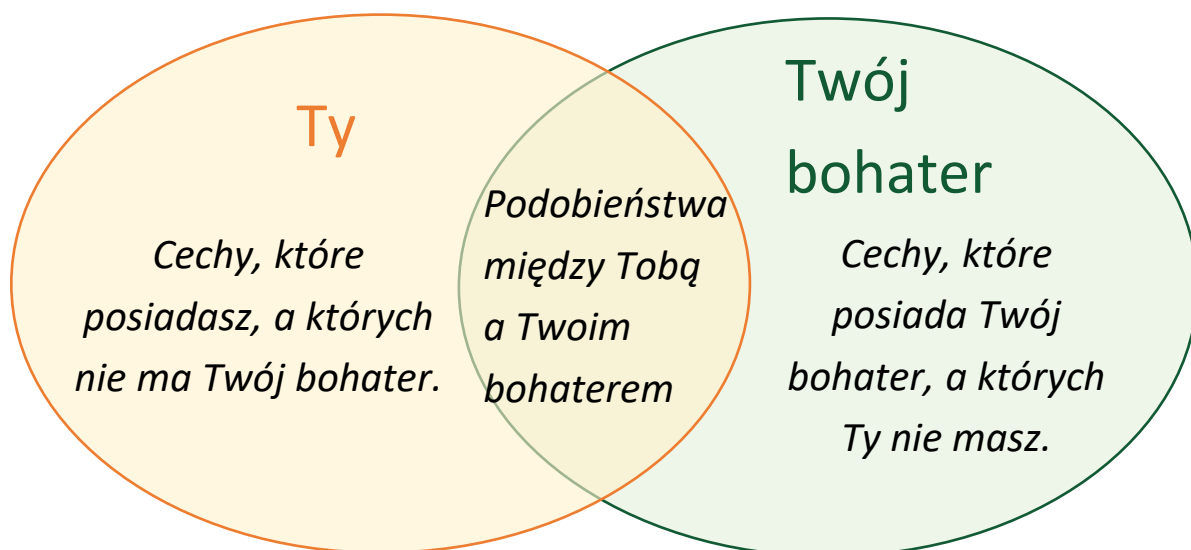 Ty
Cechy, które
posiadasz, a których
nie ma Twój bohater.
Podobieństwa
między Tobą
a Twoim
bohaterem
Twój
bohater
Cechy, które
posiada Twój
bohater, a których
Ty nie masz.